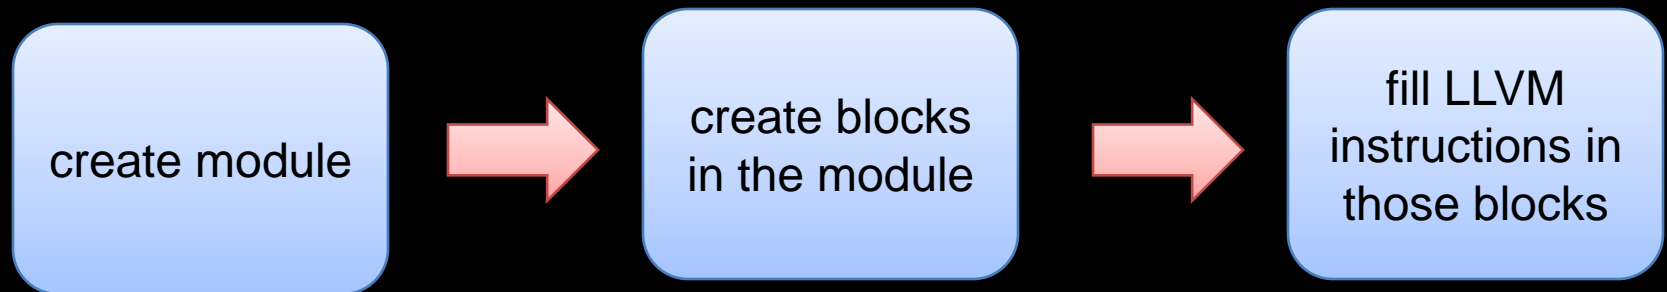 create module
create blocks
in the module
fill LLVM
instructions in
those blocks